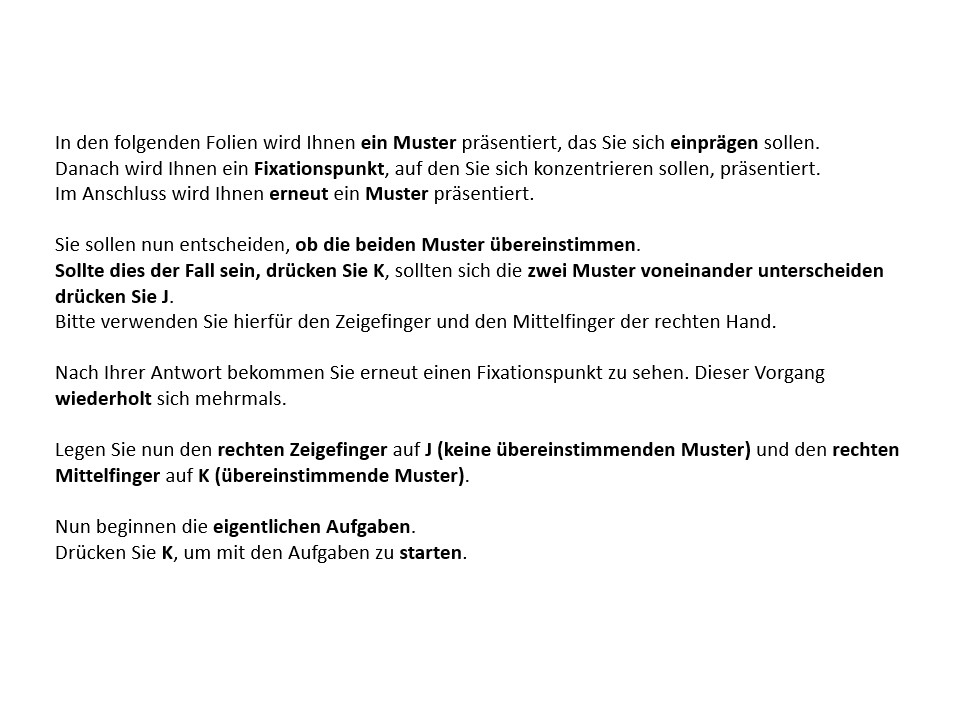 In den folgenden Folien wird Ihnen ein Muster präsentiert, das Sie sich einprägen sollen.
Danach wird Ihnen ein Fixationspunkt, auf den Sie sich konzentrieren sollen, präsentiert.
Im Anschluss wird Ihnen erneut ein Muster präsentiert.
Sie sollen nun entscheiden, ob die beiden Muster übereinstimmen.
Sollte dies der Fall sein, drücken Sie K, sollten sich die zwei Muster voneinander unterscheiden
drücken Sie J.
Bitte verwenden Sie hierfür den Zeigefinger und den Mittelfinger der rechten Hand.
Nach Ihrer Antwort bekommen Sie erneut einen Fixationspunkt zu sehen. Dieser Vorgang
wiederholt sich mehrmals.
Legen Sie nun den rechten Zeigefinger auf J (keine übereinstimmenden Muster) und den rechten
Mittelfinger auf K (übereinstimmende Muster).
Nun beginnen die eigentlichen Aufgaben.
Drücken Sie K, um mit den Aufgaben zu starten.